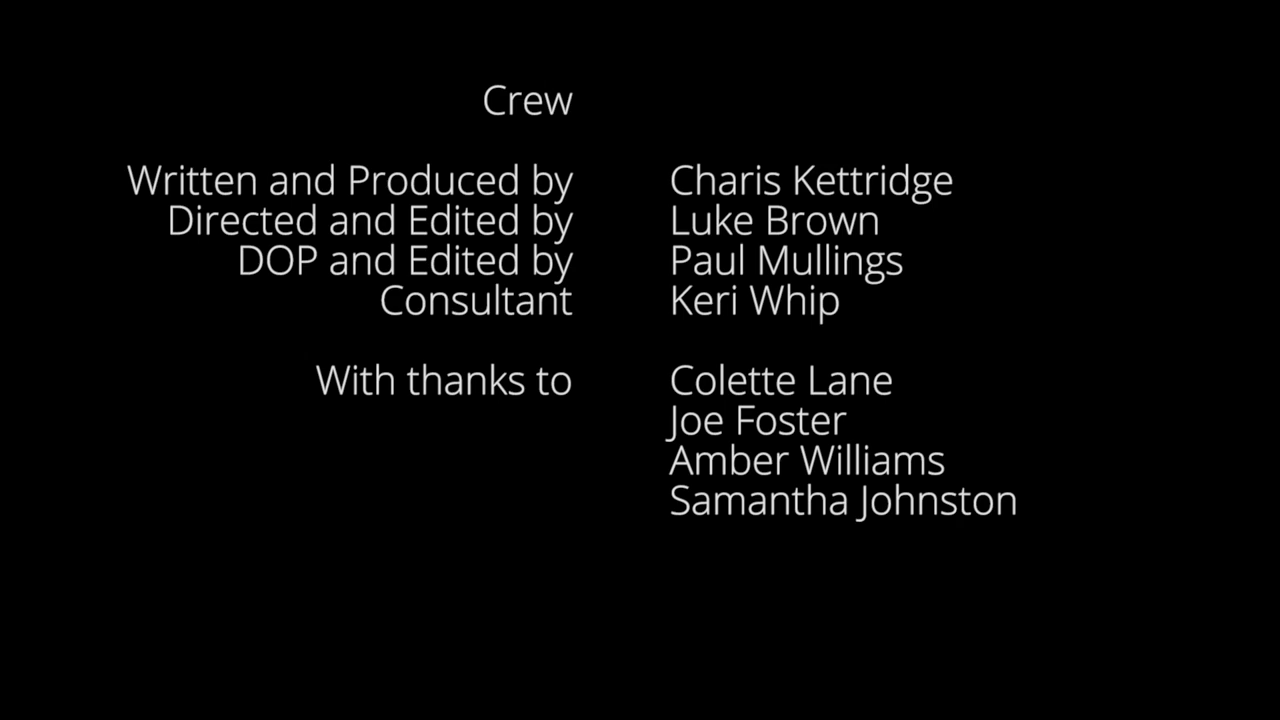 Crew
Written and Produced by Charis Kettridge
Directed and Edited by Luke Brown
DOP and Edited by Paul Mullings
Consultant Keri Whip
With thanks to Colette Lane
Joe Foster
Amber Williams
Samantha Johnston